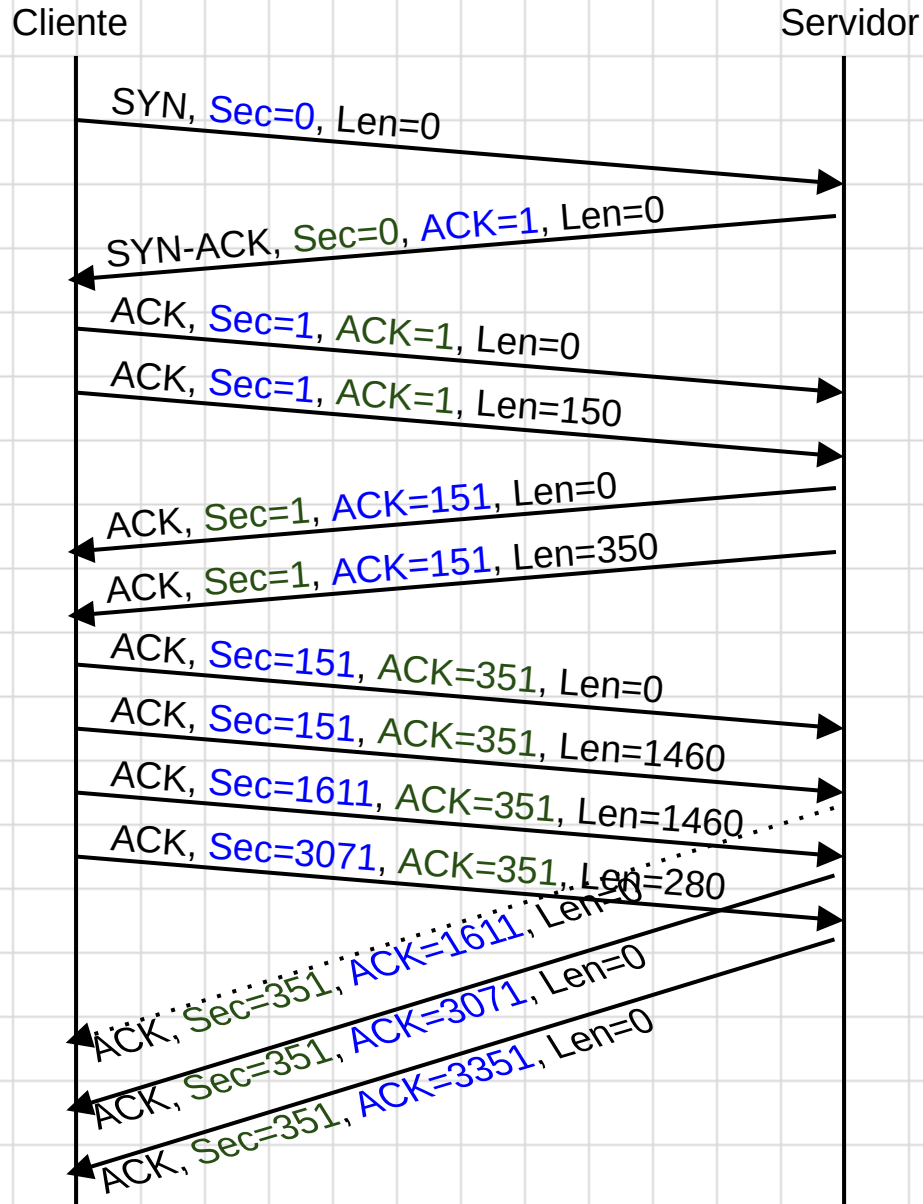 Cliente
Servidor
SYN, Sec=0, Len=0
SYN-ACK, Sec=0, ACK=1, Len=0
ACK, Sec=1, ACK=1, Len=0
ACK, Sec=1, ACK=1, Len=150
ACK, Sec=1, ACK=151, Len=0
ACK, Sec=1, ACK=151, Len=350
ACK, Sec=151, ACK=351, Len=0
ACK, Sec=151, ACK=351, Len=1460
ACK, Sec=1611, ACK=351, Len=1460
ACK, Sec=3071, ACK=351, Len=280
ACK, Sec=351, ACK=1611, Len=0
ACK, Sec=351, ACK=3071, Len=0
ACK, Sec=351, ACK=3351, Len=0